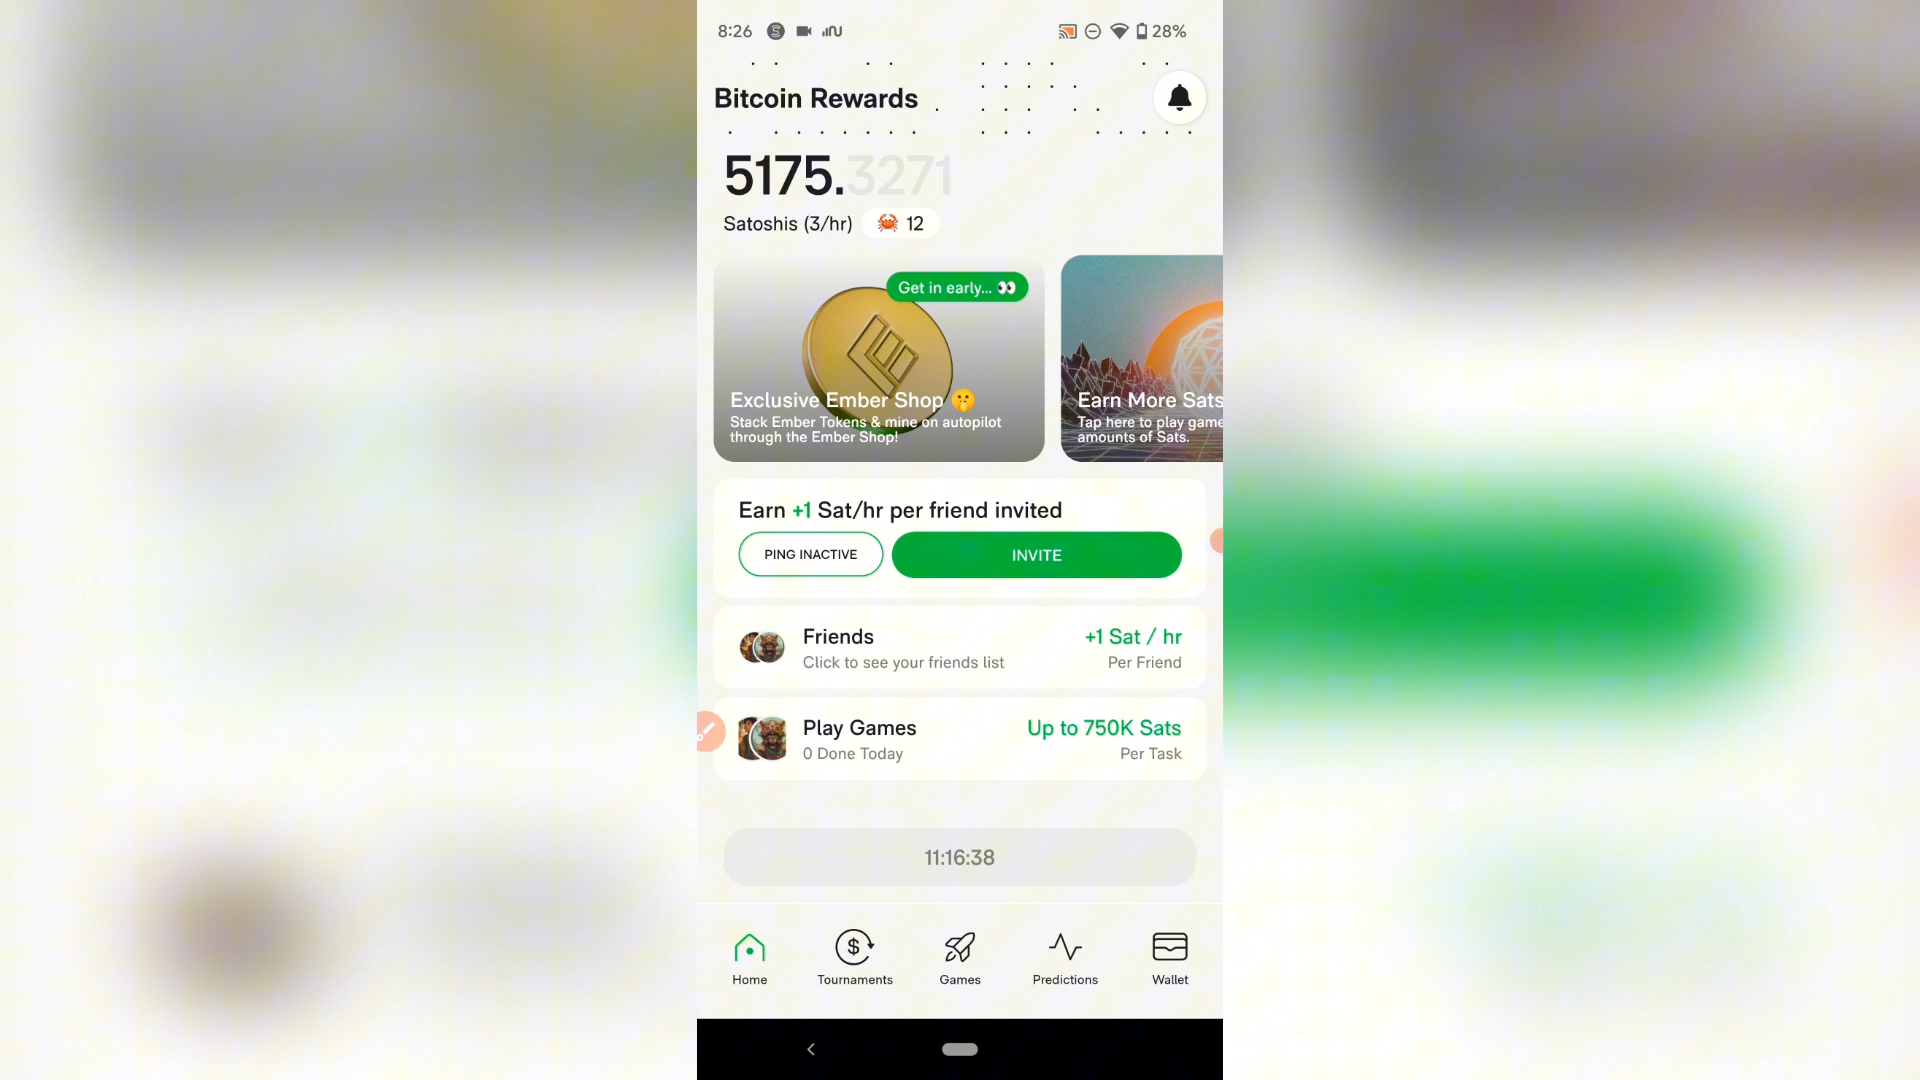 8:26
28%
Bitcoin Rewards
5175.3271
Satoshis (3/hr) 🦀 12
Get in early... 👀
Exclusive Ember Shop 🤫
Stack Ember Tokens & mine on autopilot
through the Ember Shop!
Earn More Sats
Tap here to play game
amounts of Sats.
Earn +1 Sat/hr per friend invited
PING INACTIVE
INVITE
Friends
+1 Sat / hr
Click to see your friends list
Per Friend
Play Games
Up to 750K Sats
0 Done Today
Per Task
11:16:38
Home
Tournaments
Games
Predictions
Wallet